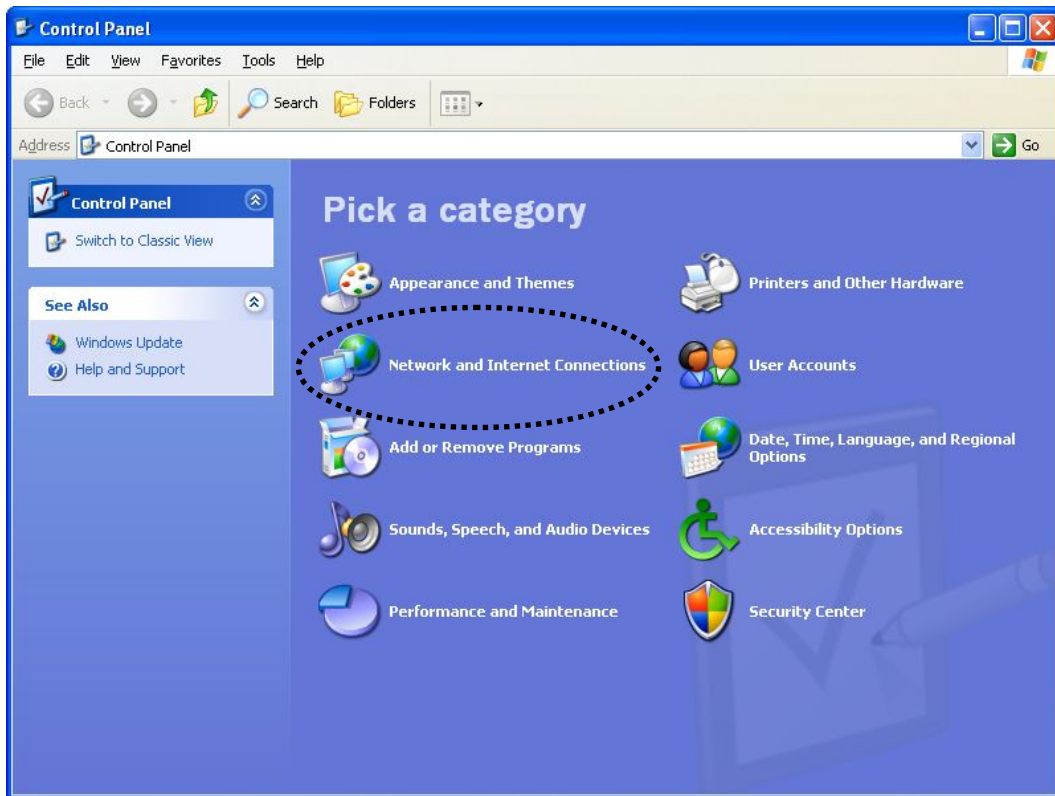 Control Panel
File Edit View Favorites Tools Help
Back Search Folders
Address Control Panel Go
Control Panel
Switch to Classic View
See Also
Windows Update
Help and Support
Pick a category
Appearance and Themes
Printers and Other Hardware
Network and Internet Connections
User Accounts
Add or Remove Programs
Date, Time, Language, and Regional
Options
Sounds, Speech, and Audio Devices
Accessibility Options
Performance and Maintenance
Security Center